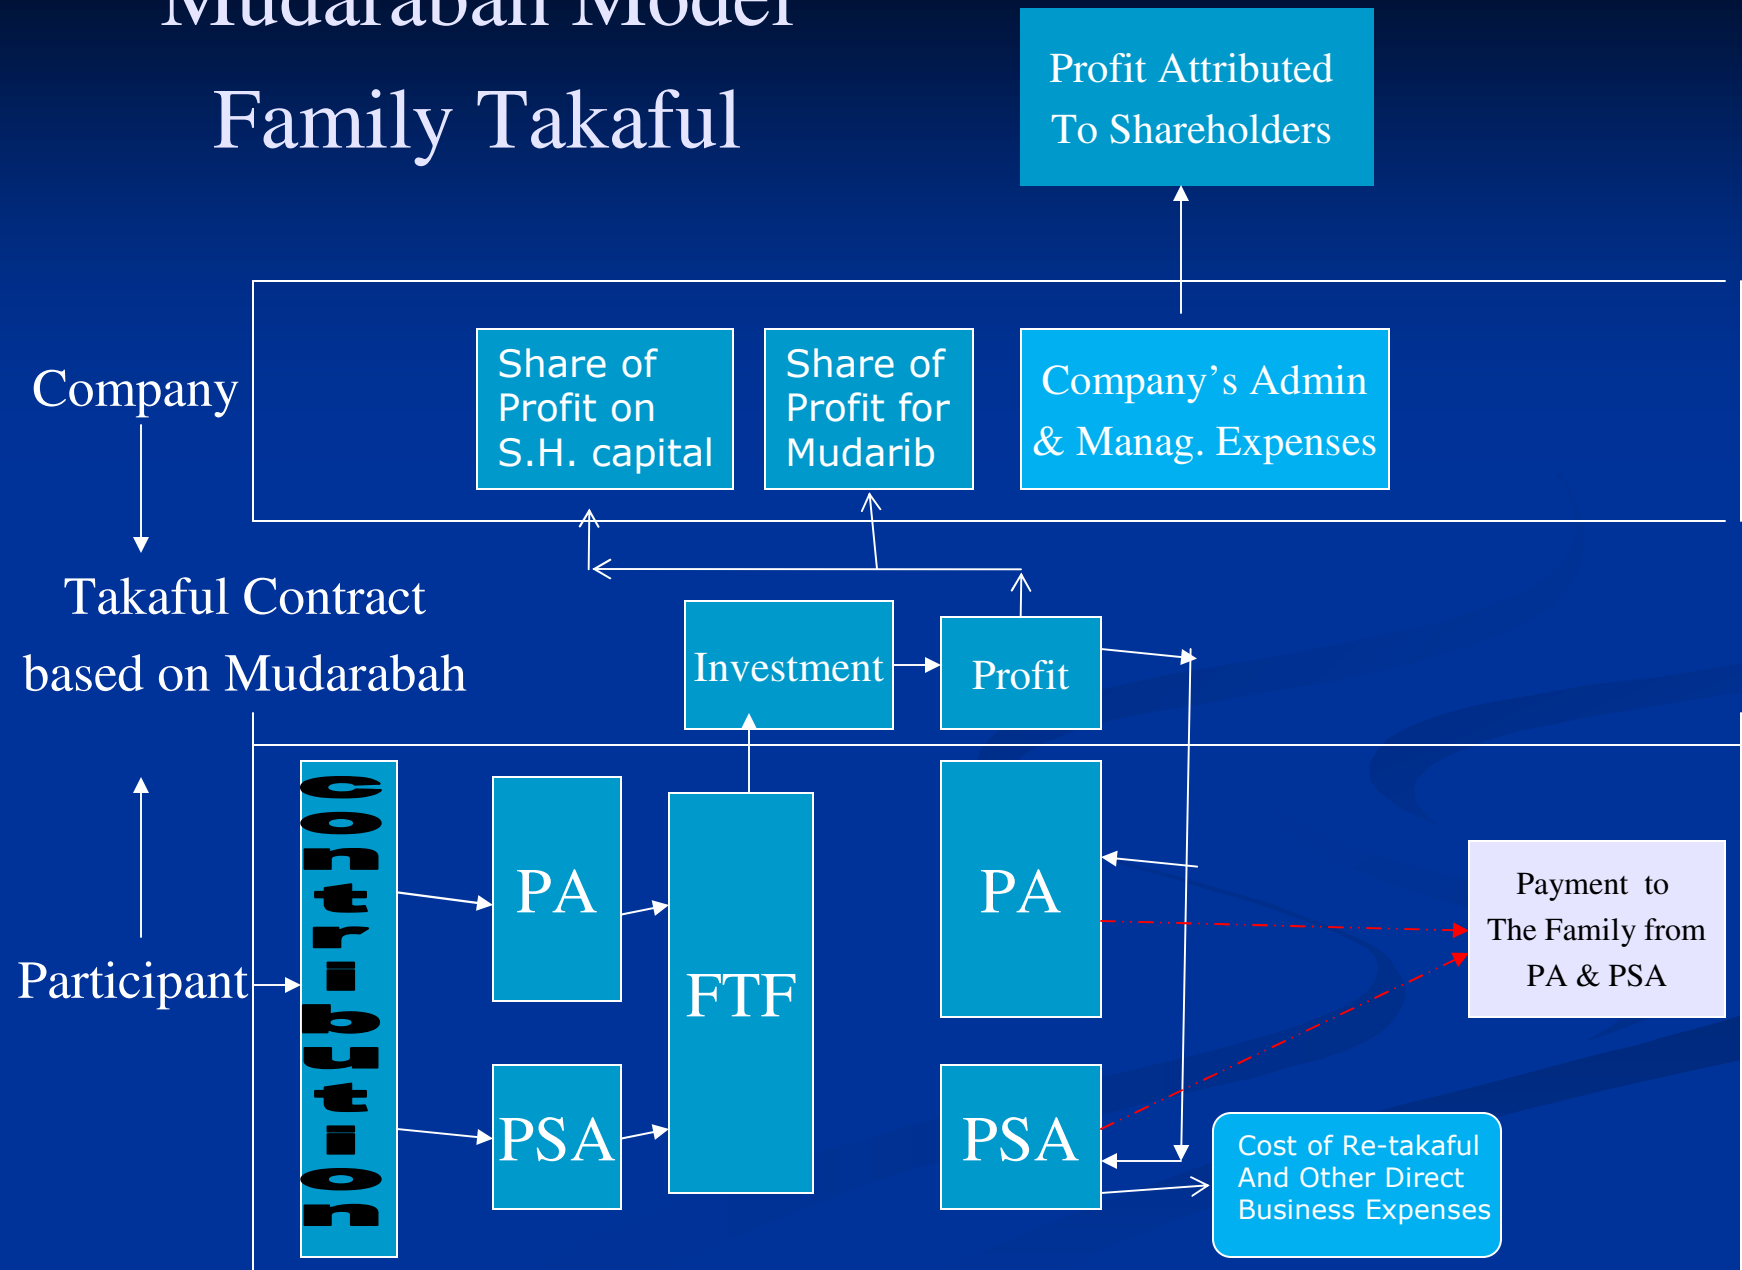 Mudarabah Model
Family Takaful
Profit Attributed
To Shareholders
Company
Share of
Profit on
S.H. capital
Share of
Profit for
Mudarib
Company’s Admin
& Manag. Expenses
Takaful Contract
based on Mudarabah
Investment
Profit
Participant
Contribution
PA
PSA
FTF
PA
PSA
Payment to
The Family from
PA & PSA
Cost of Re-takaful
And Other Direct
Business Expenses